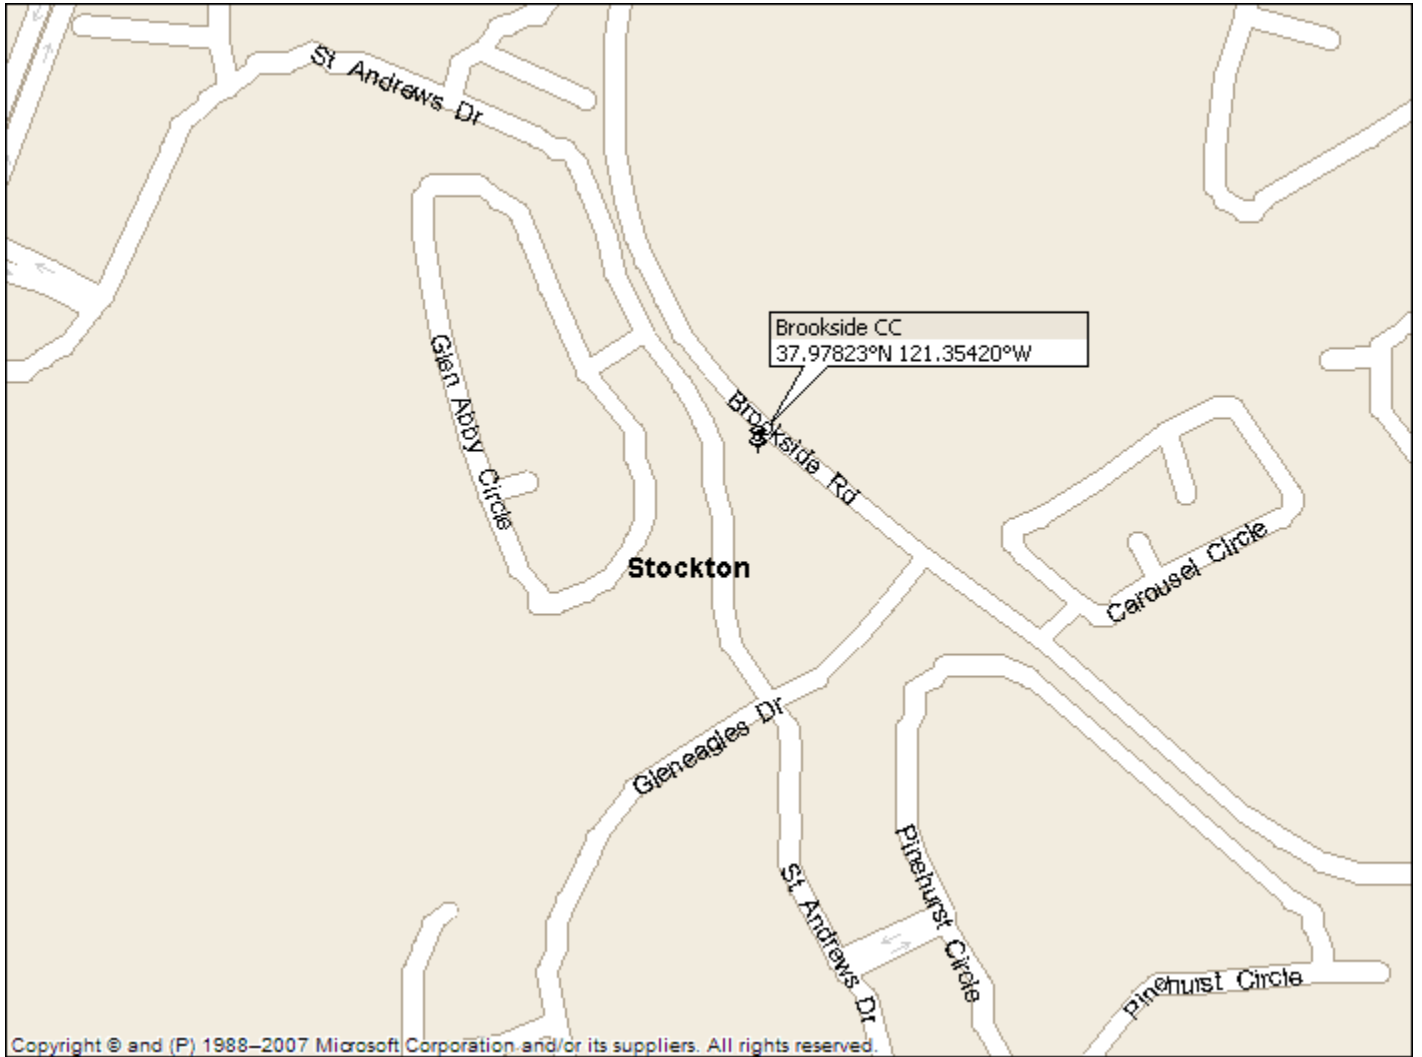 St Andrews Dr
Brookside CC
37.97823°N 121.35420°W
Glen Abby Circle
Brookside Rd
Stockton
Carousel Circle
Gleneagles Dr
St Andrews Dr
Pinehurst Circle
Pinehurst Circle
Copyright © and (P) 1988–2007 Microsoft Corporation and/or its suppliers. All rights reserved.